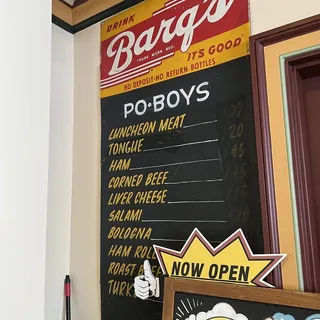 DRINK
Barq's
TRADE MARK REG.
IT'S GOOD
NO DEPOSIT-NO RETURN BOTTLES
PO-BOYS
LUNCHEON MEAT
TONGUE
HAM
CORNED BEEF
LIVER CHEESE
SALAMI
BOLOGNA
HAM ROLL
ROAST
NOW OPEN